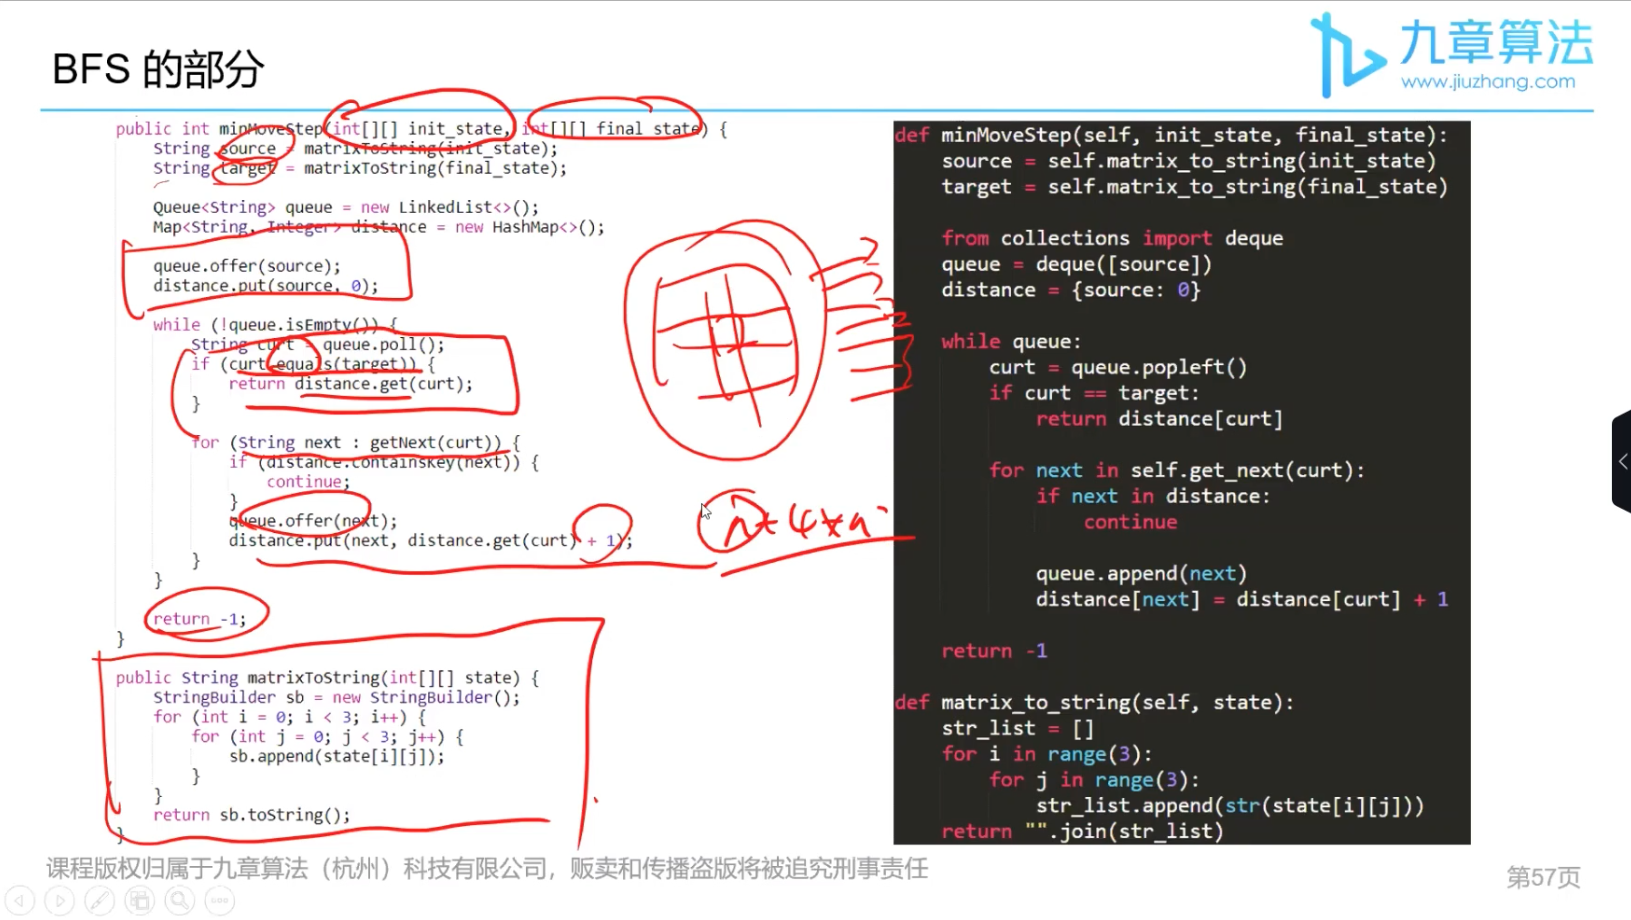 BFS 的部分
九章算法
www.jiuzhang.com
public int minMoveStep(int[][] init_state, int[][] final_state) {
String source = matrixToString(init_state);
String target = matrixToString(final_state);
Queue<String> queue = new LinkedList<>();
Map<String, Integer> distance = new HashMap<>();
queue.offer(source);
distance.put(source, 0);
while (!queue.isEmpty()) {
String curt = queue.poll();
if (curt.equals(target)) {
return distance.get(curt);
}
for (String next : getNext(curt)) {
if (distance.containsKey(next)) {
continue;
}
queue.offer(next);
distance.put(next, distance.get(curt) + 1);
}
}
return -1;
}
public String matrixToString(int[][] state) {
StringBuilder sb = new StringBuilder();
for (int i = 0; i < 3; i++) {
for (int j = 0; j < 3; j++) {
sb.append(state[i][j]);
}
}
return sb.toString();
}
def minMoveStep(self, init_state, final_state):
source = self.matrix_to_string(init_state)
target = self.matrix_to_string(final_state)
from collections import deque
queue = deque([source])
distance = {source: 0}
while queue:
curt = queue.popleft()
if curt == target:
return distance[curt]
for next in self.get_next(curt):
if next in distance:
continue
queue.append(next)
distance[next] = distance[curt] + 1
return -1
def matrix_to_string(self, state):
str_list = []
for i in range(3):
for j in range(3):
str_list.append(str(state[i][j]))
return "".join(str_list)
课程版权归属于九章算法（杭州）科技有限公司，贩卖和传播盗版将被追究刑事责任
第57页